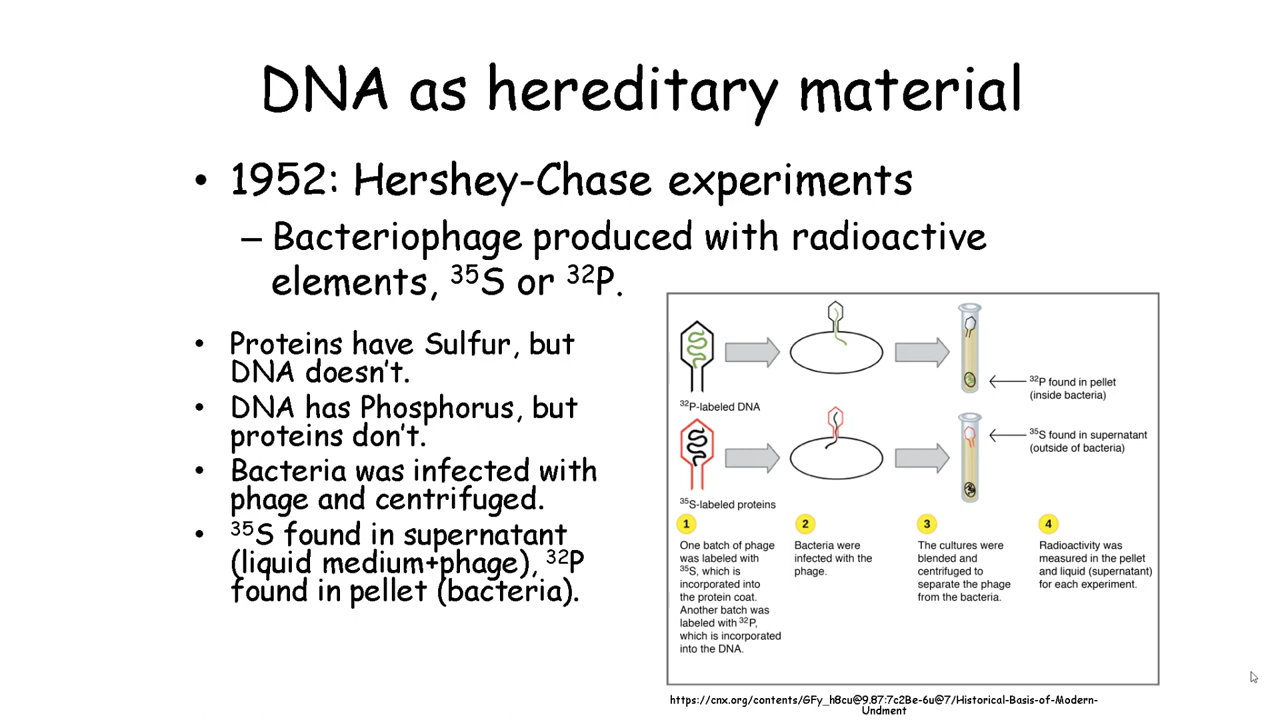 DNA as hereditary material
• 1952: Hershey-Chase experiments
– Bacteriophage produced with radioactive
elements, ³⁵S or ³²P.
• Proteins have Sulfur, but
DNA doesn't.
• DNA has Phosphorus, but
proteins don't.
• Bacteria was infected with
phage and centrifuged.
• ³⁵S found in supernatant
(liquid medium+phage), ³²P
found in pellet (bacteria).
³²P-labeled DNA
³²P found in pellet
(inside bacteria)
³⁵S-labeled proteins
³⁵S found in supernatant
(outside of bacteria)
1
One batch of phage
was labeled with
³⁵S, which is
incorporated into
the protein coat.
Another batch was
labeled with ³²P,
which is incorporated
into the DNA.
2
Bacteria were
infected with the
phage.
3
The cultures were
blended and
centrifuged to
separate the phage
from the bacteria.
4
Radioactivity was
measured in the pellet
and liquid (supernatant)
for each experiment.
https://cnx.org/contents/GFy_h8cu@9.87:7c2Be-6u@7/Historical-Basis-of-Modern-
Undment